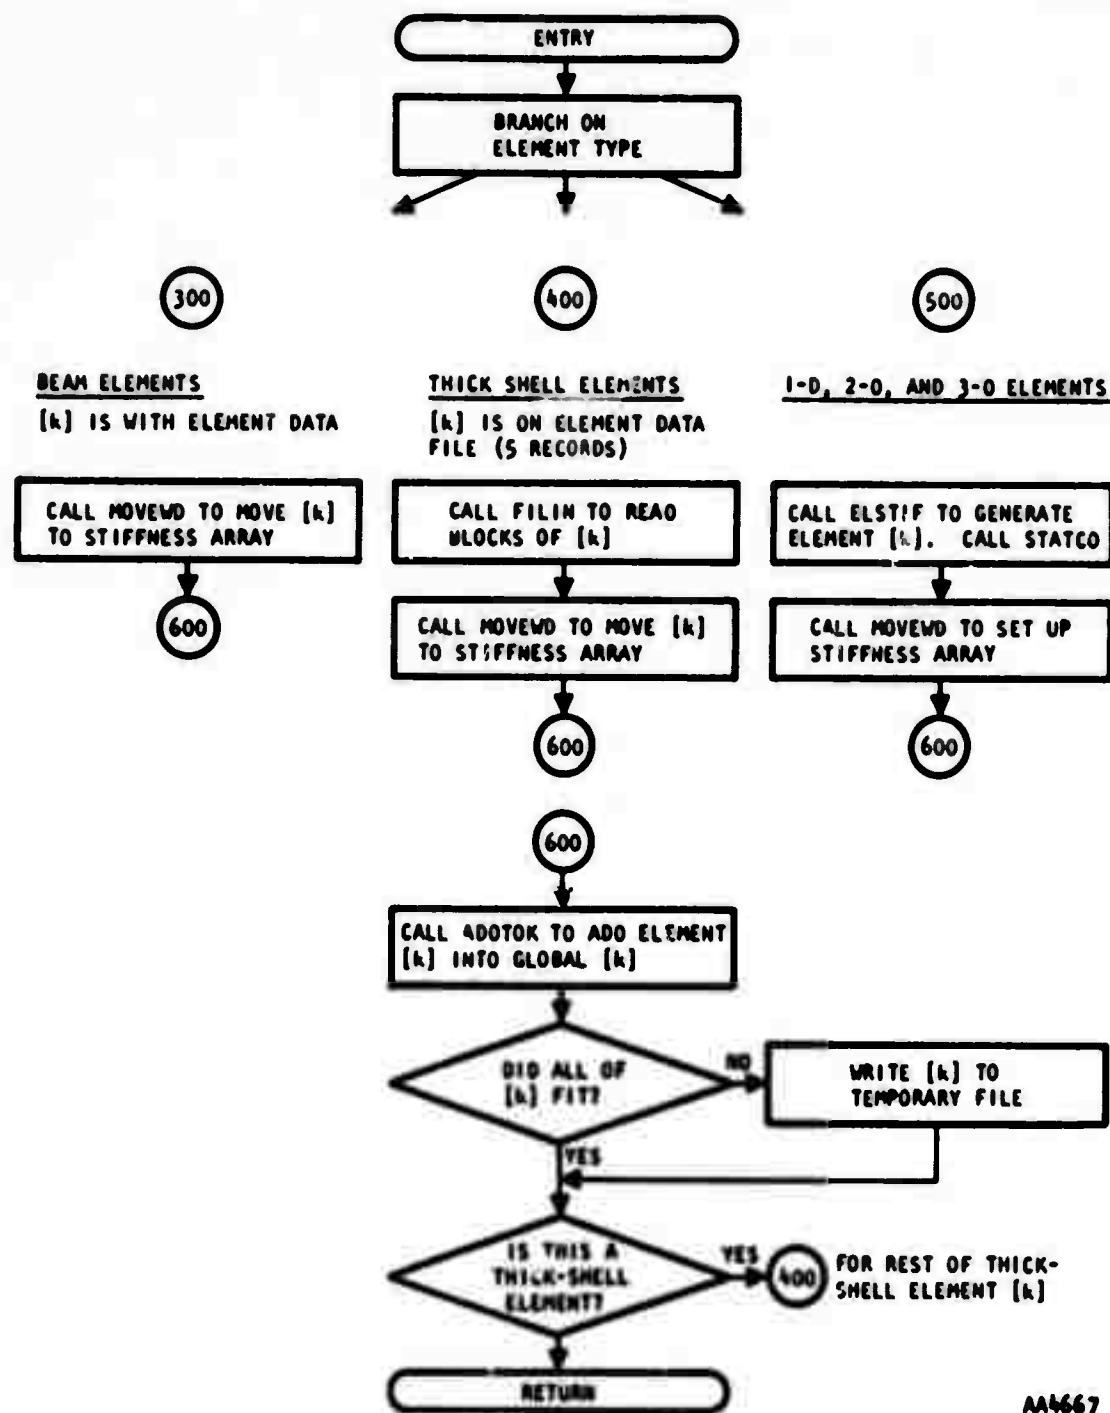 ENTRY
BRANCH ON
ELEMENT TYPE
300
400
500
BEAM ELEMENTS
[k] IS WITH ELEMENT DATA
THICK SHELL ELEMENTS
[k] IS ON ELEMENT DATA
FILE (5 RECORDS)
1-D, 2-D, AND 3-D ELEMENTS
CALL MOVEWD TO MOVE [k]
TO STIFFNESS ARRAY
600
CALL FILIN TO READ
BLOCKS OF [k]
CALL MOVEWD TO MOVE [k]
TO STIFFNESS ARRAY
600
CALL ELSTIF TO GENERATE
ELEMENT [k]. CALL STATCO
CALL MOVEWD TO SET UP
STIFFNESS ARRAY
600
600
CALL ADDTOK TO ADD ELEMENT
[k] INTO GLOBAL [k]
DID ALL OF
[k] FIT?
NO
WRITE [k] TO
TEMPORARY FILE
YES
IS THIS A
THICK-SHELL
ELEMENT?
YES
400
FOR REST OF THICK-
SHELL ELEMENT [k]
RETURN
AA4667